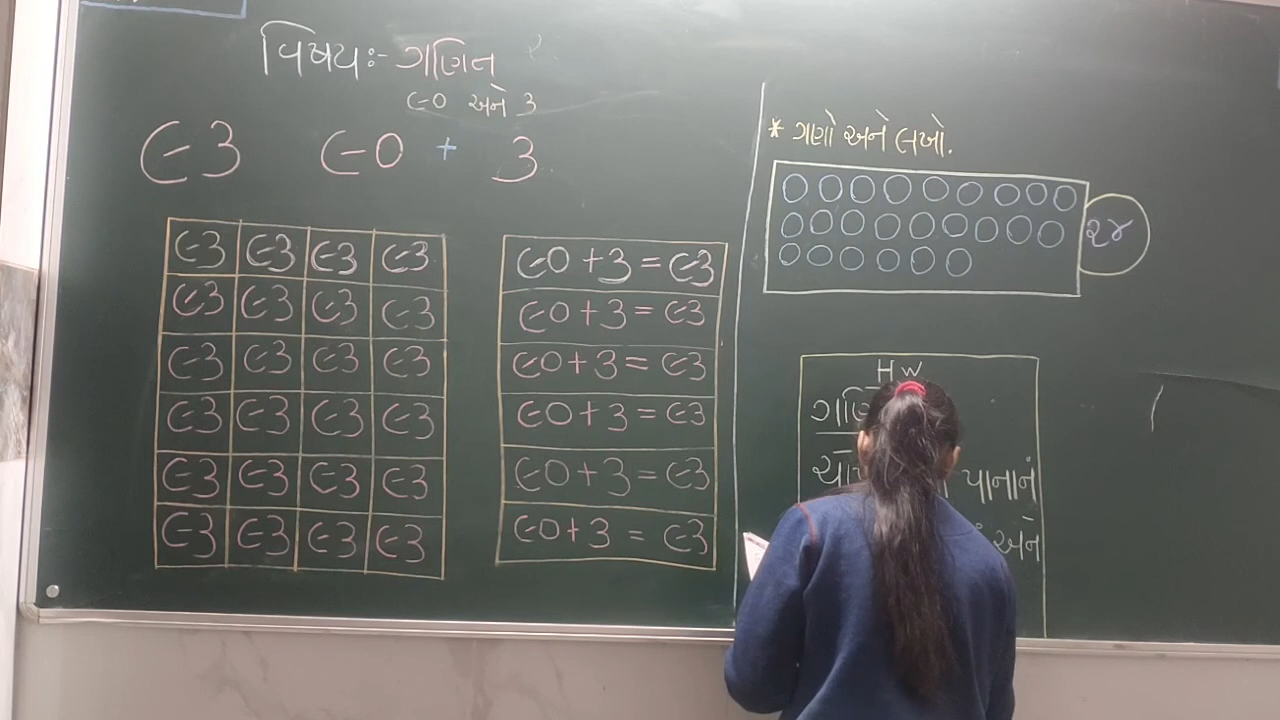 વિષય:- ગણિત
૯૦ અને ૩
૯૩ ૯૦ + ૩
૯૩ ૯૩ ૯૩ ૯૩
૯૩ ૯૩ ૯૩ ૯૩
૯૩ ૯૩ ૯૩ ૯૩
૯૩ ૯૩ ૯૩ ૯૩
૯૩ ૯૩ ૯૩ ૯૩
૯૩ ૯૩ ૯૩ ૯૩
૯૦ + ૩ = ૯૩
૯૦ + ૩ = ૯૩
૯૦ + ૩ = ૯૩
૯૦ + ૩ = ૯૩
૯૦ + ૩ = ૯૩
૯૦ + ૩ = ૯૩
* ગણો અને લખો.
૨૪
H W
પાનાનં
અને